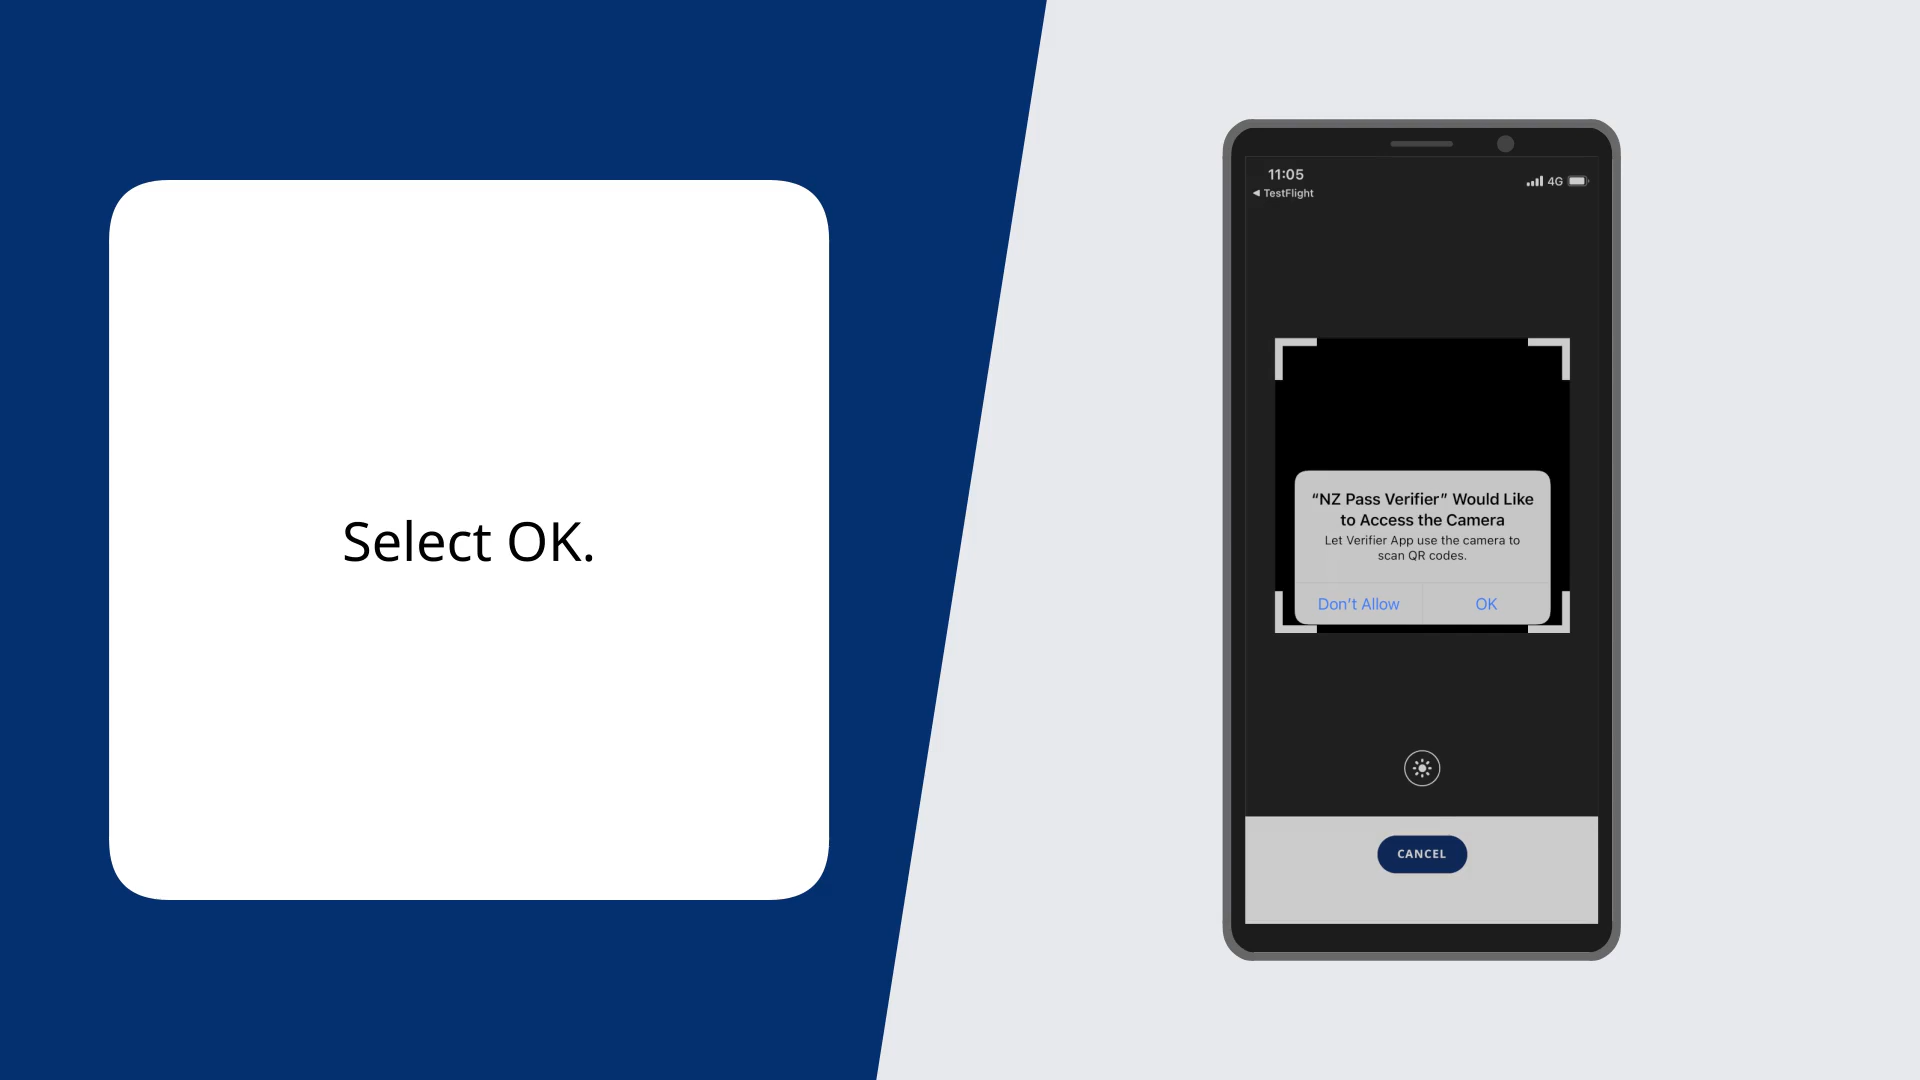 Select OK.
11:05
◀ TestFlight
4G
“NZ Pass Verifier” Would Like
to Access the Camera
Let Verifier App use the camera to
scan QR codes.
Don’t Allow
OK
CANCEL